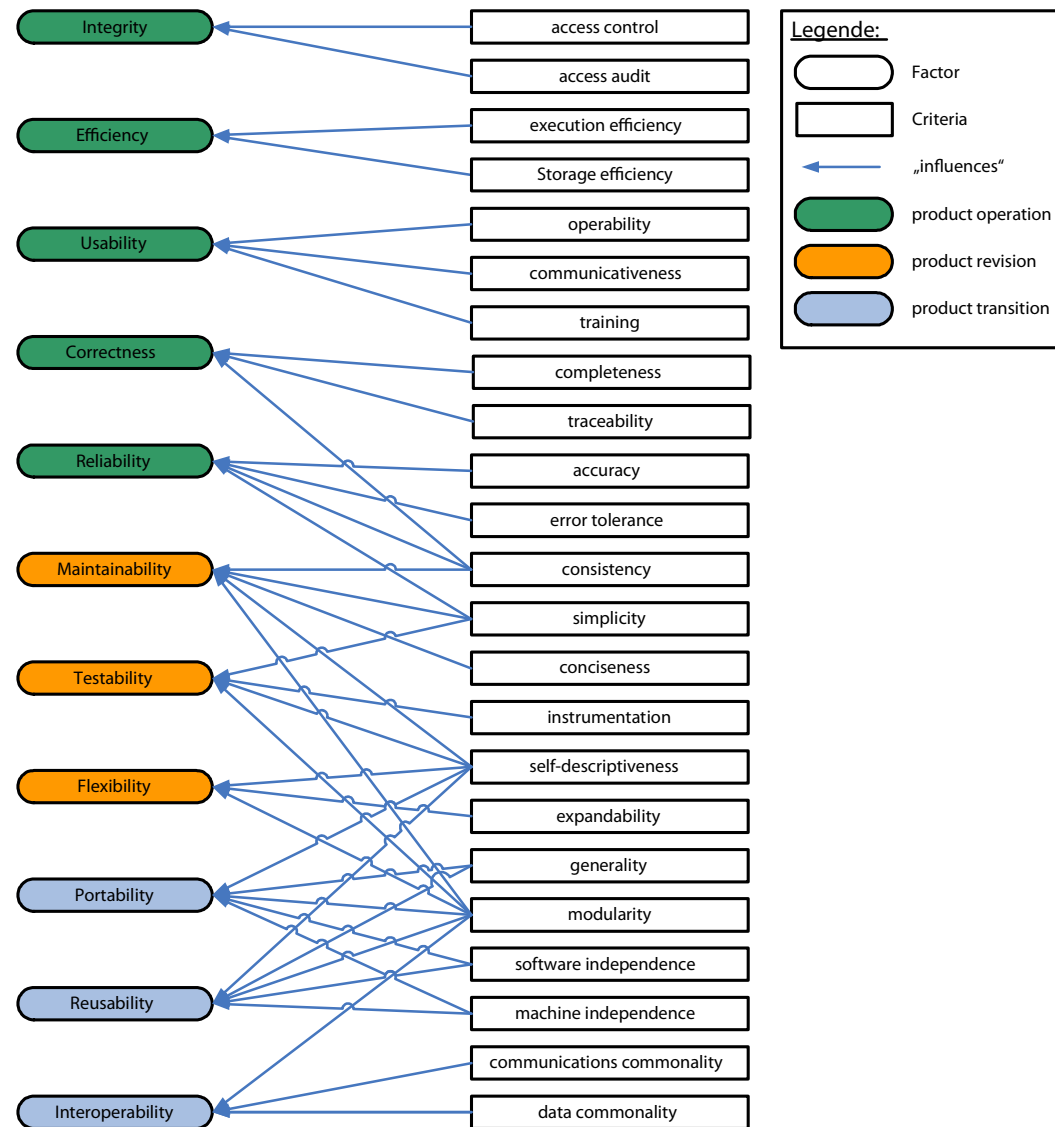 Integrity
Efficiency
Usability
Correctness
Reliability
Maintainability
Testability
Flexibility
Portability
Reusability
Interoperability
access control
access audit
execution efficiency
Storage efficiency
operability
communicativeness
training
completeness
traceability
accuracy
error tolerance
consistency
simplicity
conciseness
instrumentation
self-descriptiveness
expandability
generality
modularity
software independence
machine independence
communications commonality
data commonality
Legende:
Factor
Criteria
„influences“
product operation
product revision
product transition